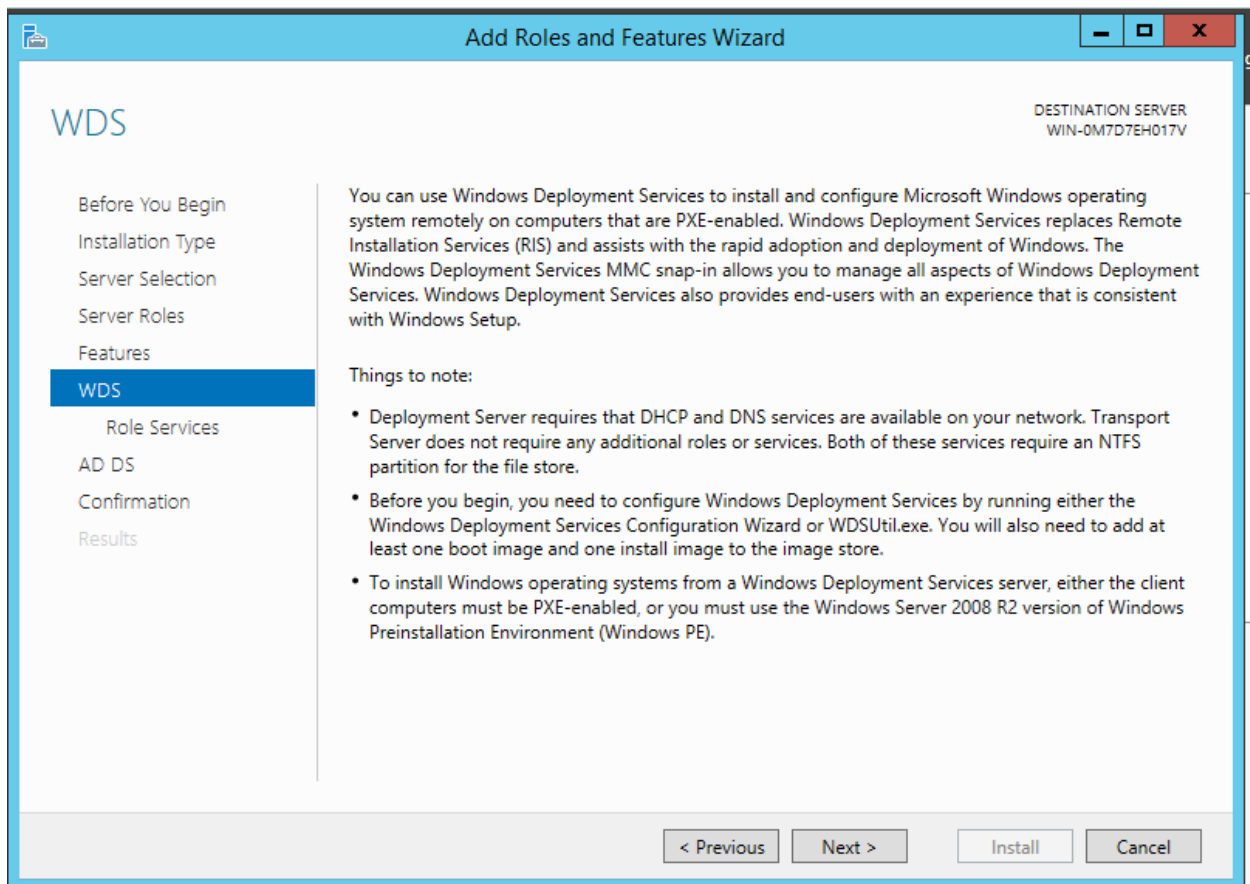 Add Roles and Features Wizard
x
WDS
DESTINATION SERVER
WIN-0M7D7EH017V
Before You Begin
Installation Type
Server Selection
Server Roles
Features
WDS
Role Services
AD DS
Confirmation
Results
You can use Windows Deployment Services to install and configure Microsoft Windows operating
system remotely on computers that are PXE-enabled. Windows Deployment Services replaces Remote
Installation Services (RIS) and assists with the rapid adoption and deployment of Windows. The
Windows Deployment Services MMC snap-in allows you to manage all aspects of Windows Deployment
Services. Windows Deployment Services also provides end-users with an experience that is consistent
with Windows Setup.
Things to note:
• Deployment Server requires that DHCP and DNS services are available on your network. Transport
Server does not require any additional roles or services. Both of these services require an NTFS
partition for the file store.
• Before you begin, you need to configure Windows Deployment Services by running either the
Windows Deployment Services Configuration Wizard or WDSUtil.exe. You will also need to add at
least one boot image and one install image to the image store.
• To install Windows operating systems from a Windows Deployment Services server, either the client
computers must be PXE-enabled, or you must use the Windows Server 2008 R2 version of Windows
Preinstallation Environment (Windows PE).
< Previous
Next >
Install
Cancel